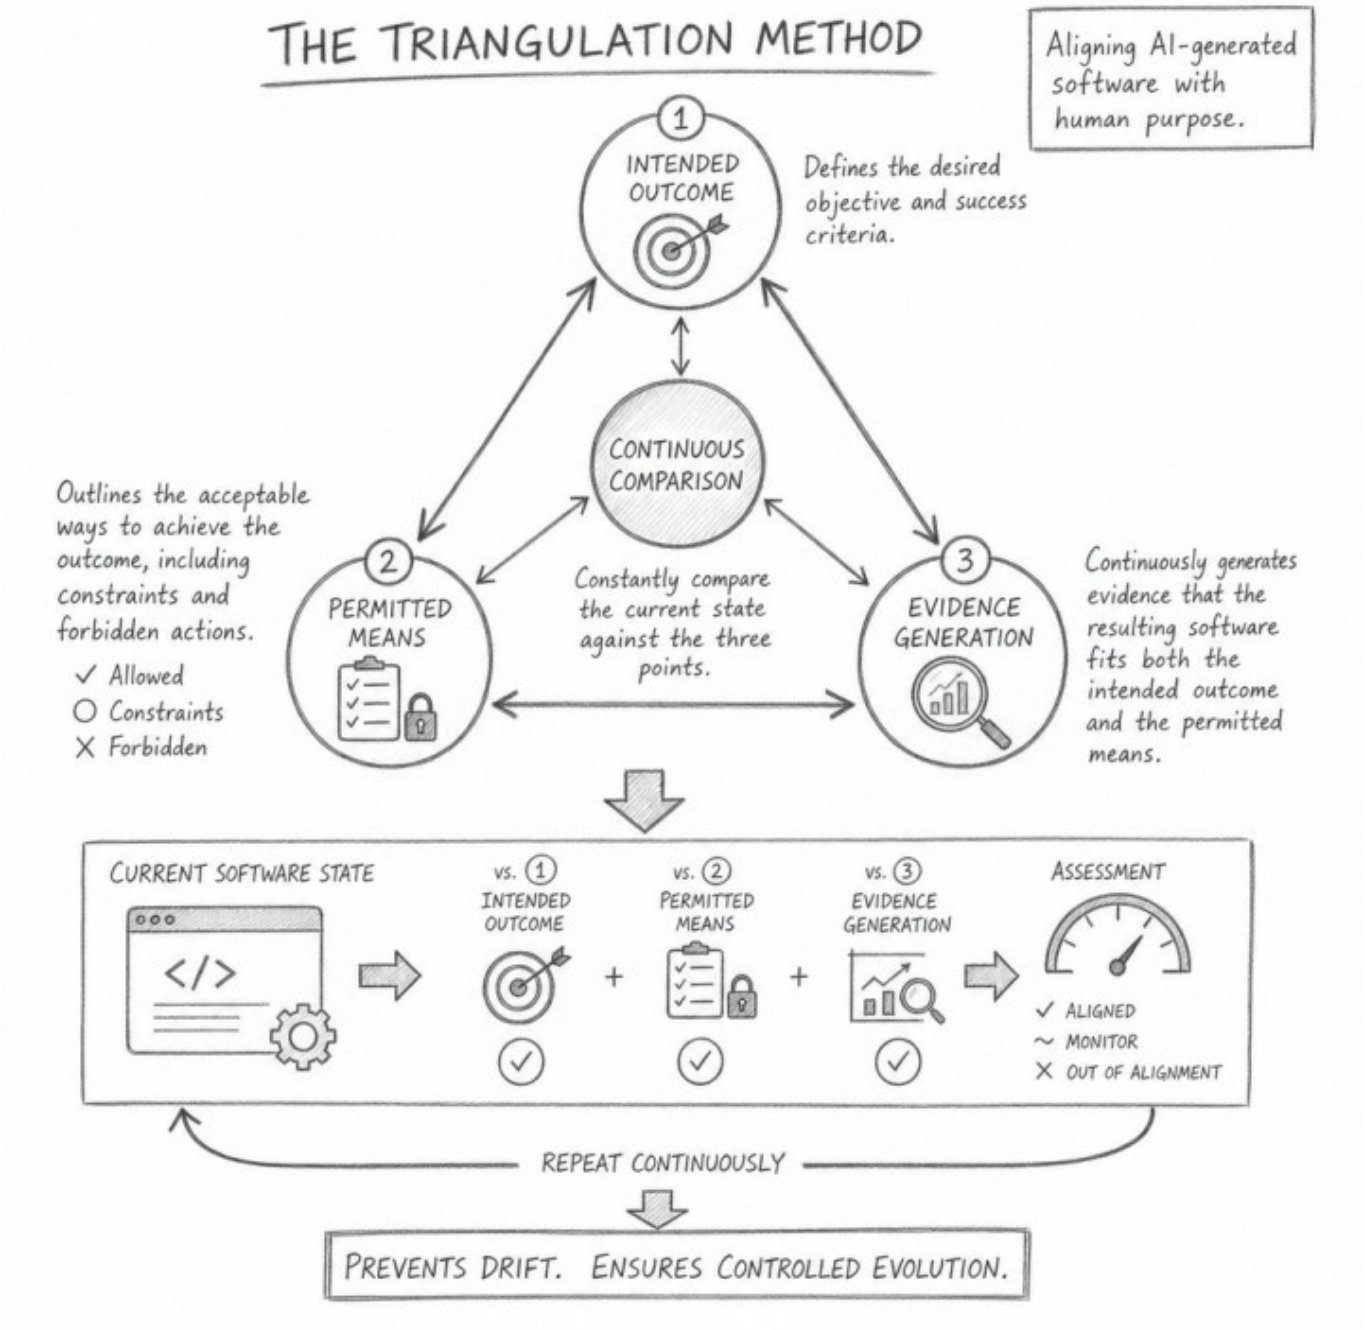 THE TRIANGULATION METHOD
Aligning AI-generated
software with
human purpose.
1
INTENDED
OUTCOME
Defines the desired
objective and success
criteria.
CONTINUOUS
COMPARISON
Constantly compare
the current state
against the three
points.
Outlines the acceptable
ways to achieve the
outcome, including
constraints and
forbidden actions.
✓ Allowed
○ Constraints
X Forbidden
2
PERMITTED
MEANS
3
EVIDENCE
GENERATION
Continuously generates
evidence that the
resulting software
fits both the
intended outcome
and the permitted
means.
CURRENT SOFTWARE STATE
</>
vs. 1
INTENDED
OUTCOME
+
vs. 2
PERMITTED
MEANS
+
vs. 3
EVIDENCE
GENERATION
ASSESSMENT
✓ ALIGNED
~ MONITOR
X OUT OF ALIGNMENT
REPEAT CONTINUOUSLY
PREVENTS DRIFT. ENSURES CONTROLLED EVOLUTION.